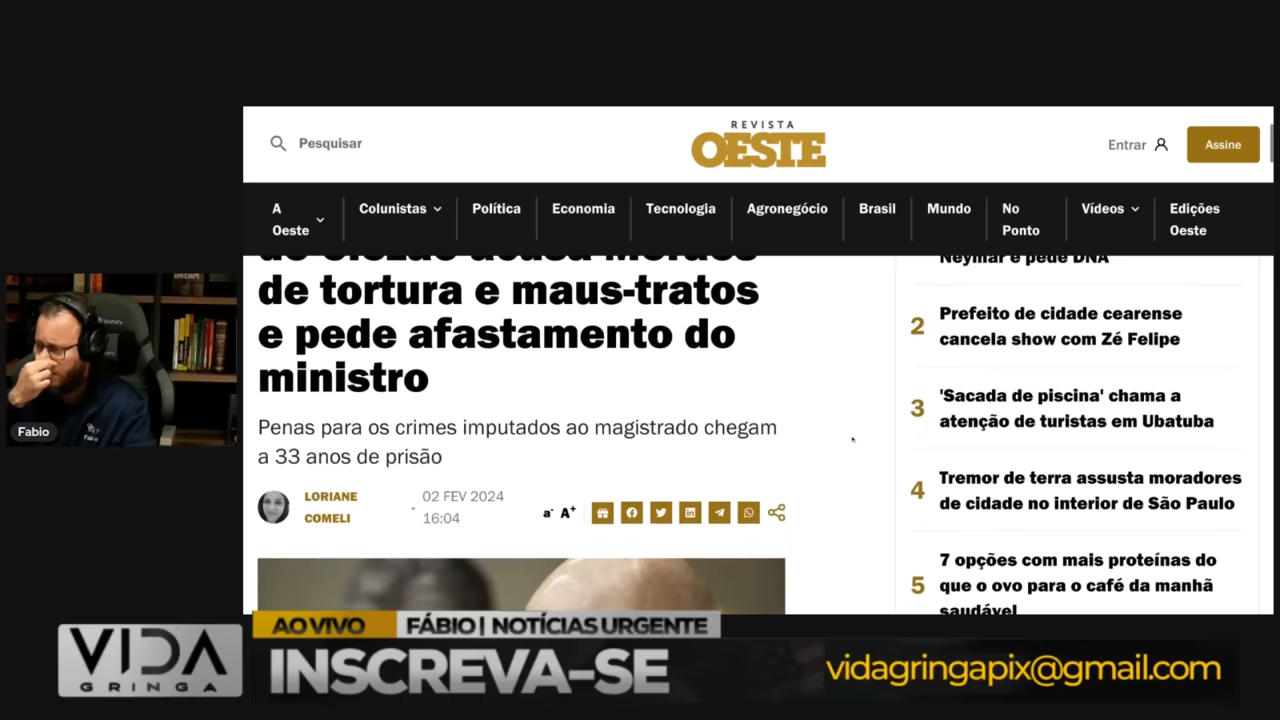 Pesquisar
REVISTA
OESTE
Entrar
Assine
A
Oeste
Colunistas
Política
Economia
Tecnologia
Agronegócio
Brasil
Mundo
No
Ponto
Vídeos
Edições
Oeste
de Clezão acusa Moraes
de tortura e maus-tratos
e pede afastamento do
ministro
Penas para os crimes imputados ao magistrado chegam
a 33 anos de prisão
LORIANE
COMELI
-
02 FEV 2024
16:04
a- A+
Neymar e pede DNA
2
Prefeito de cidade cearense
cancela show com Zé Felipe
3
'Sacada de piscina' chama a
atenção de turistas em Ubatuba
4
Tremor de terra assusta moradores
de cidade no interior de São Paulo
5
7 opções com mais proteínas do
que o ovo para o café da manhã
saudável
Fabio
VIDA
GRINGA
AO VIVO
FÁBIO | NOTÍCIAS URGENTE
INSCREVA-SE
vidagringapix@gmail.com